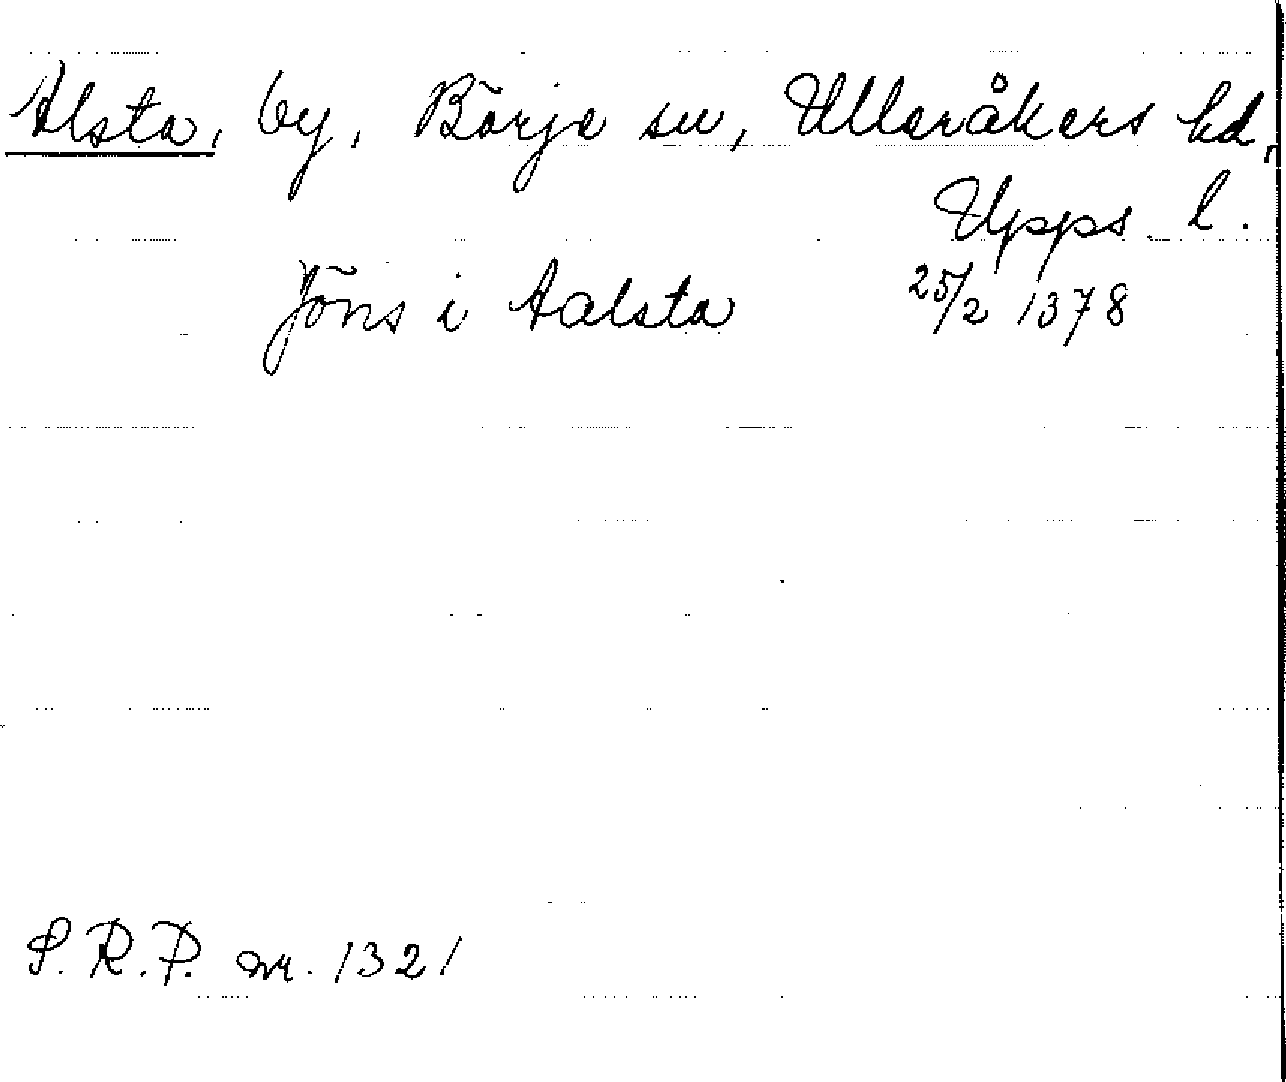 Alsta, by, Börje sn, Ulleråkers hd,
Upps. l.
Jöns i Aalsta 25/2 1378
S.R.P. nr. 1321